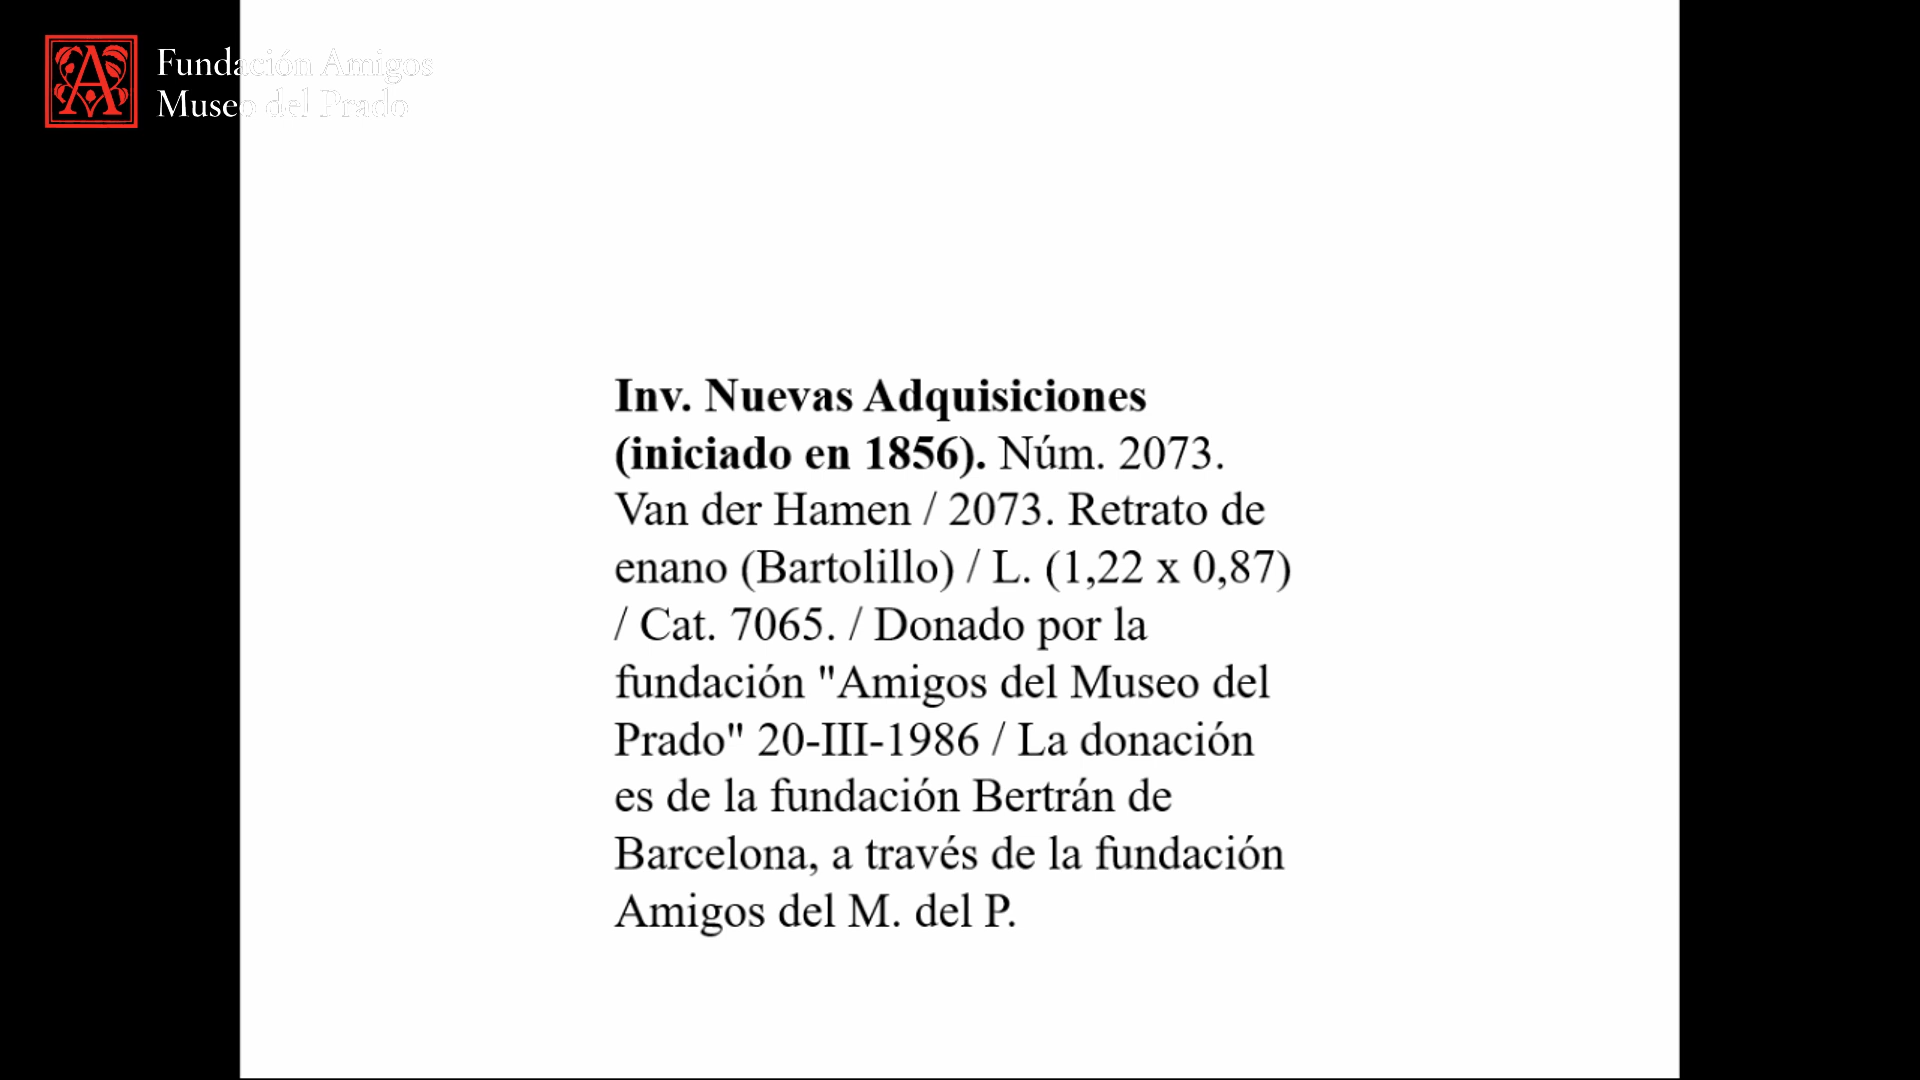 Fundación Amigos
Museo del Prado
Inv. Nuevas Adquisiciones
(iniciado en 1856). Núm. 2073.
Van der Hamen / 2073. Retrato de
enano (Bartolillo) / L. (1,22 x 0,87)
/ Cat. 7065. / Donado por la
fundación "Amigos del Museo del
Prado" 20-III-1986 / La donación
es de la fundación Bertrán de
Barcelona, a través de la fundación
Amigos del M. del P.